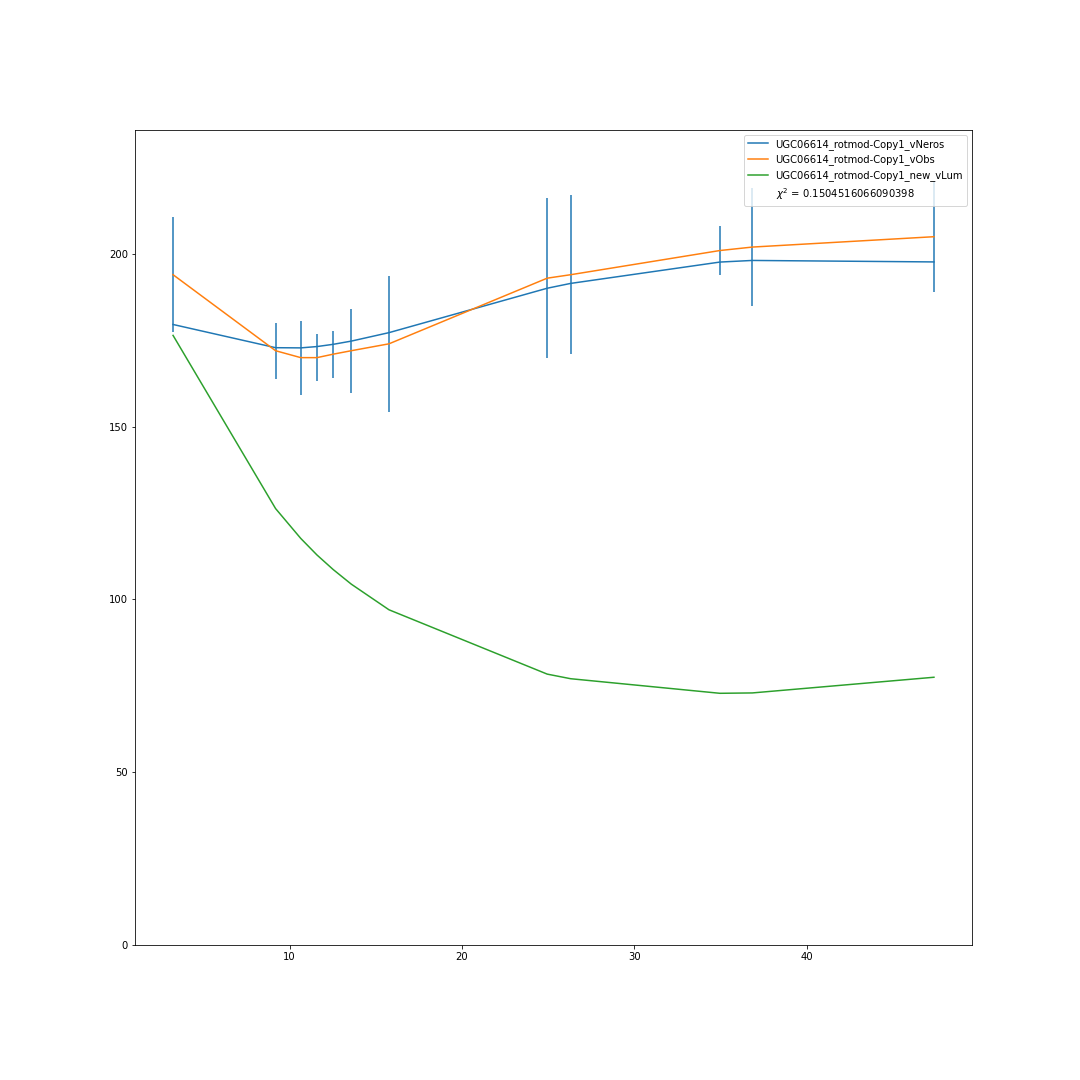 UGC06614_rotmod-Copy1_vNeros
UGC06614_rotmod-Copy1_vObs
UGC06614_rotmod-Copy1_new_vLum
χ² = 0.1504516066090398
200
150
100
50
0
10 20 30 40